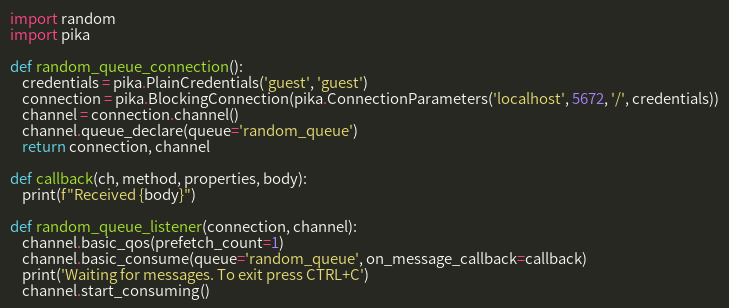 import random
import pika

def random_queue_connection():
    credentials = pika.PlainCredentials('guest', 'guest')
    connection = pika.BlockingConnection(pika.ConnectionParameters('localhost', 5672, '/', credentials))
    channel = connection.channel()
    channel.queue_declare(queue='random_queue')
    return connection, channel

def callback(ch, method, properties, body):
    print(f"Received {body}")

def random_queue_listener(connection, channel):
    channel.basic_qos(prefetch_count=1)
    channel.basic_consume(queue='random_queue', on_message_callback=callback)
    print('Waiting for messages. To exit press CTRL+C')
    channel.start_consuming()